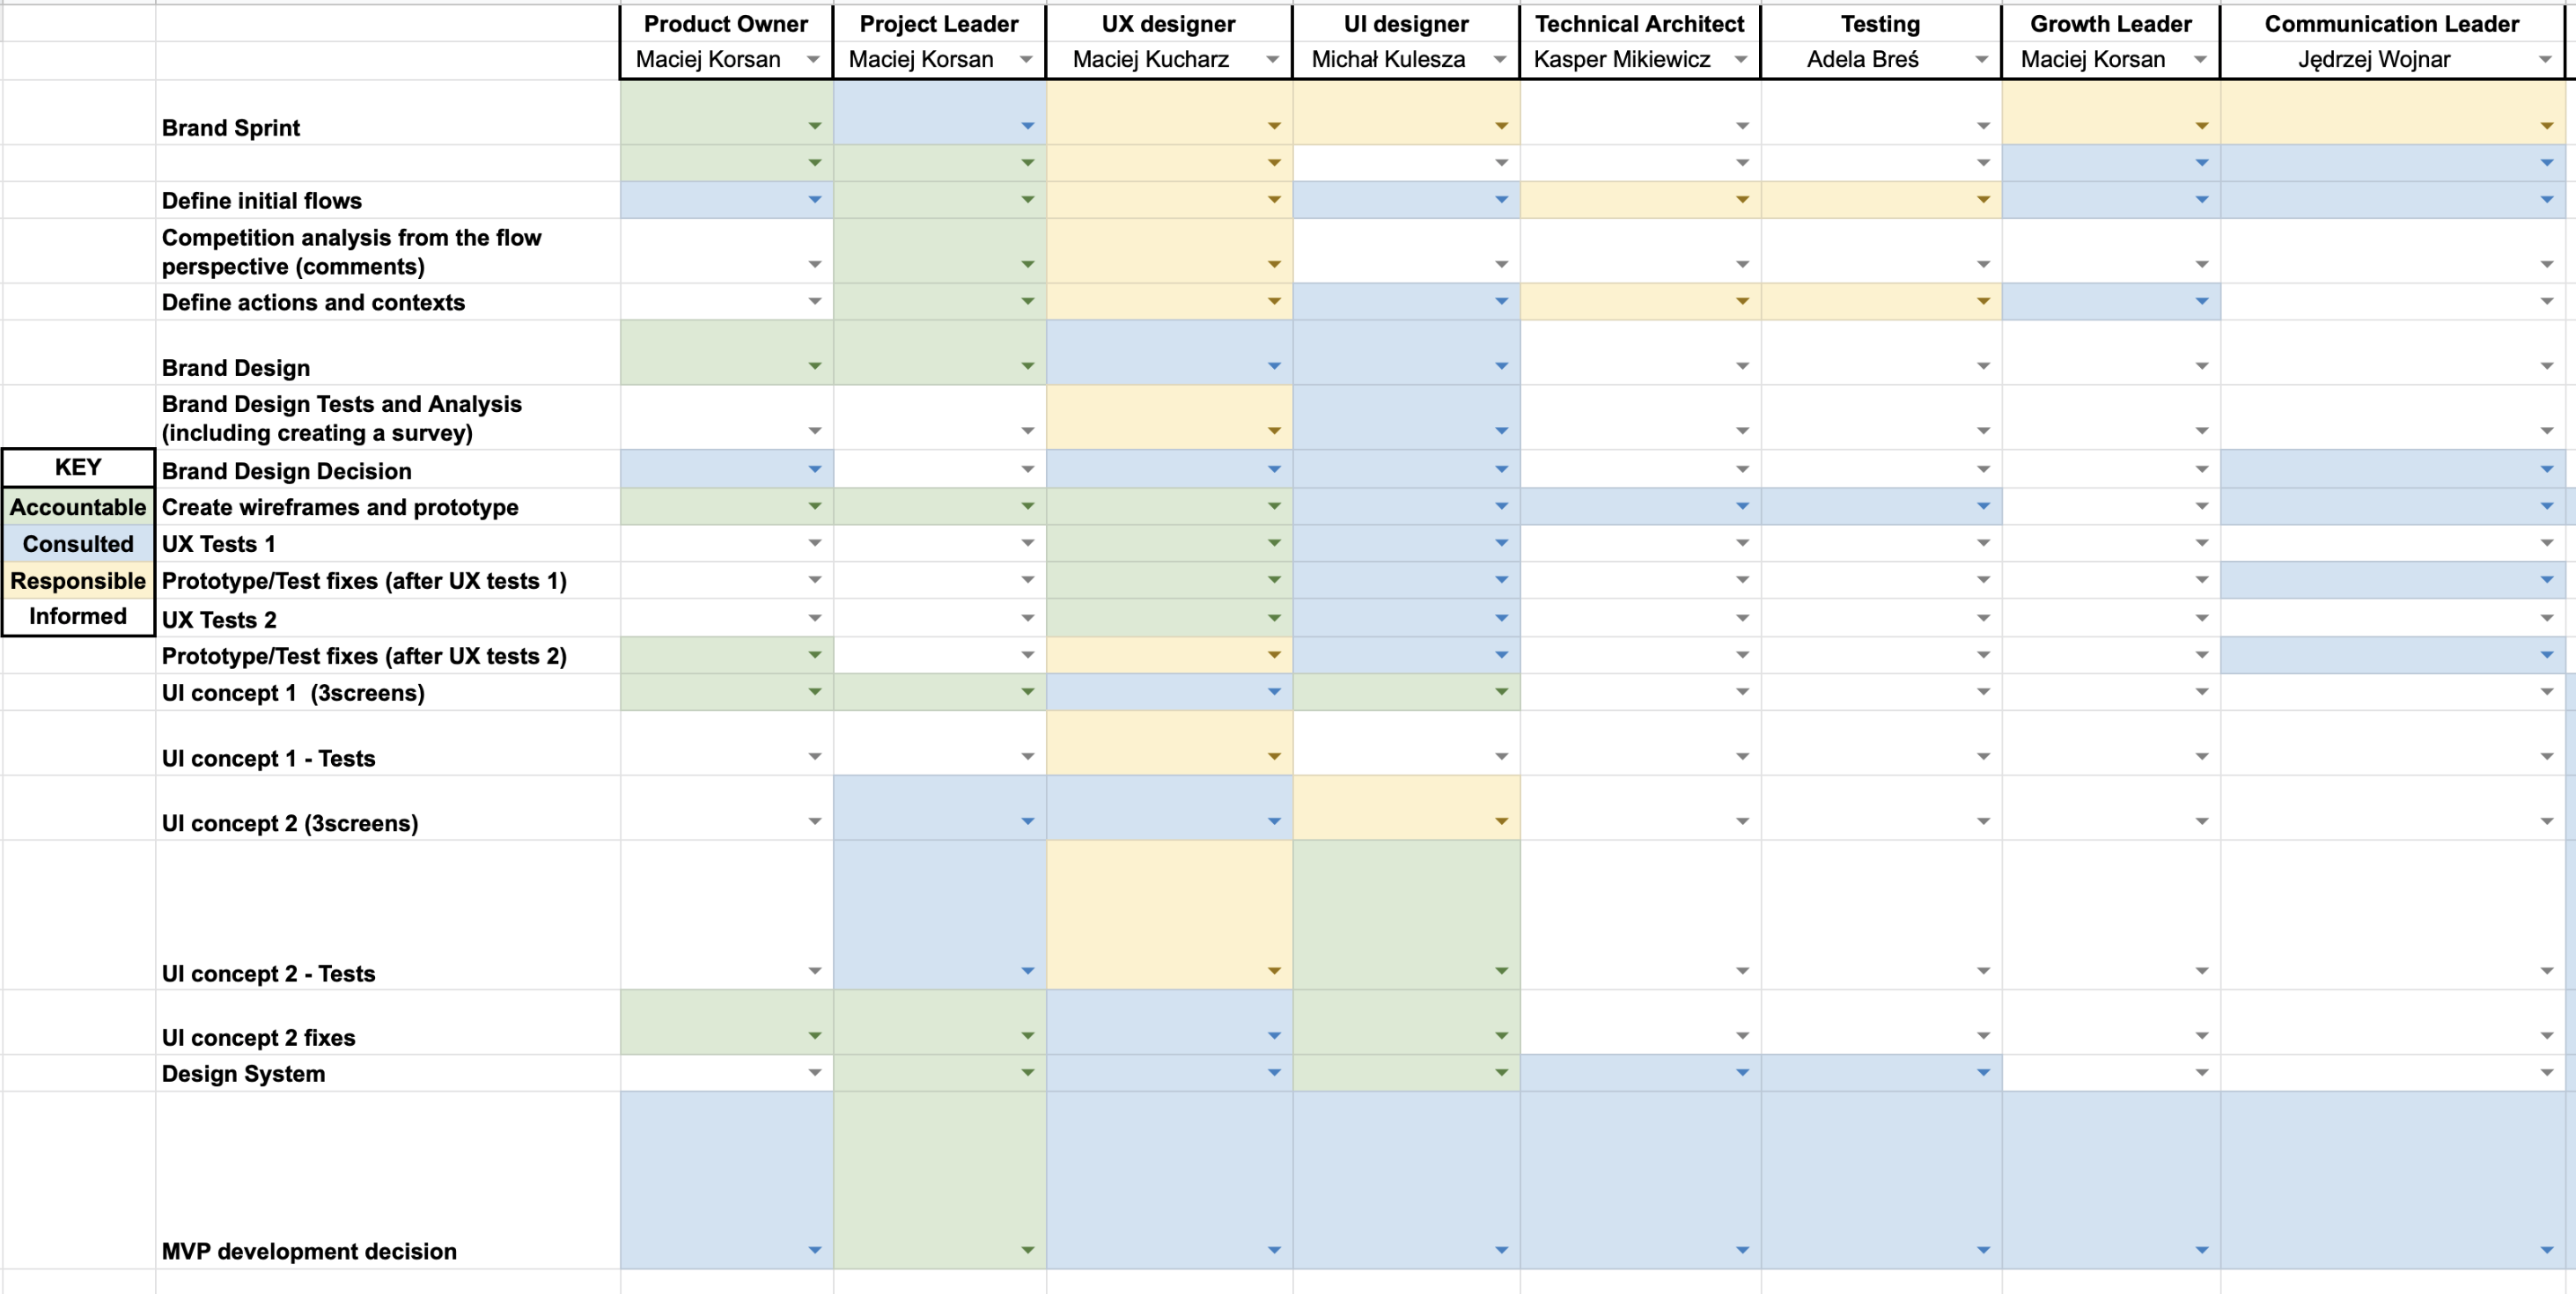 Product Owner Project Leader UX designer UI designer Technical Architect Testing Growth Leader Communication Leader
Maciej Korsan Maciej Korsan Maciej Kucharz Michał Kulesza Kasper Mikiewicz Adela Breś Maciej Korsan Jędrzej Wojnar
Brand Sprint
Define initial flows
Competition analysis from the flow
perspective (comments)
Define actions and contexts
Brand Design
Brand Design Tests and Analysis
(including creating a survey)
KEY Brand Design Decision
Accountable Create wireframes and prototype
Consulted UX Tests 1
Responsible Prototype/Test fixes (after UX tests 1)
Informed UX Tests 2
Prototype/Test fixes (after UX tests 2)
UI concept 1 (3screens)
UI concept 1 - Tests
UI concept 2 (3screens)
UI concept 2 - Tests
UI concept 2 fixes
Design System
MVP development decision